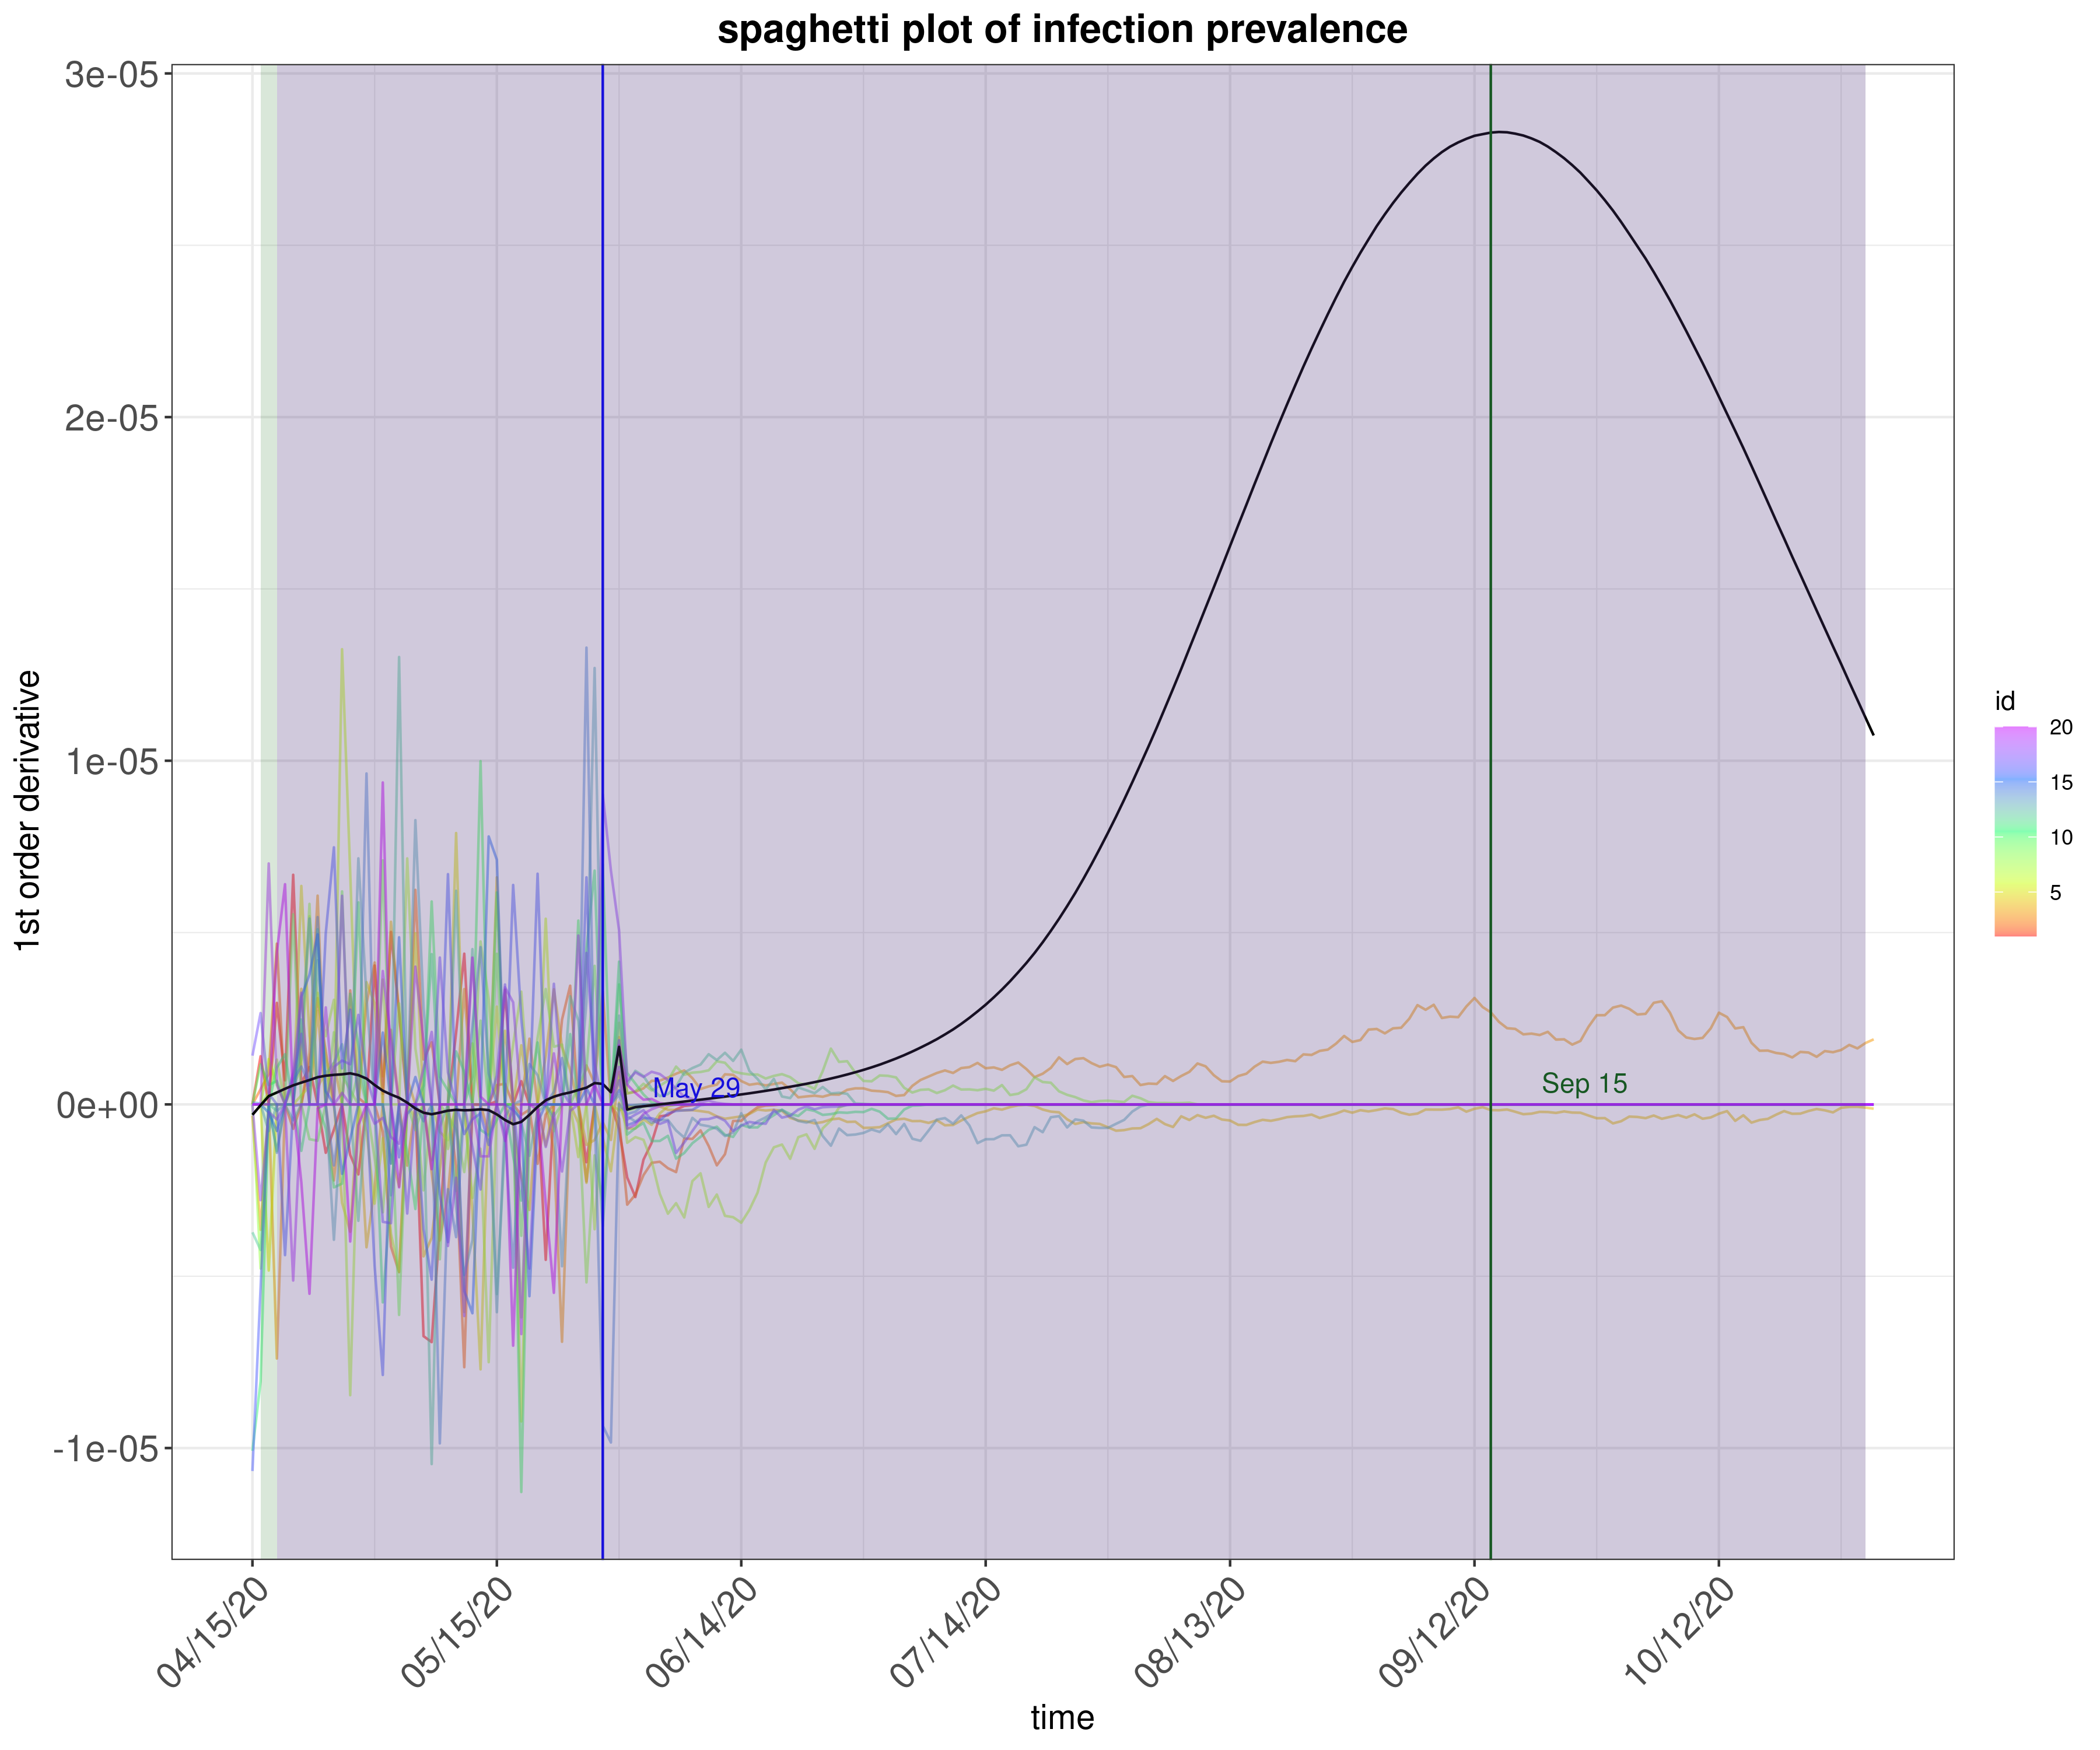 spaghetti plot of infection prevalence
3e-05
2e-05
1e-05
0e+00
-1e-05
1st order derivative
May 29
Sep 15
id
20
15
10
5
04/15/20
05/15/20
06/14/20
07/14/20
08/13/20
09/12/20
10/12/20
time